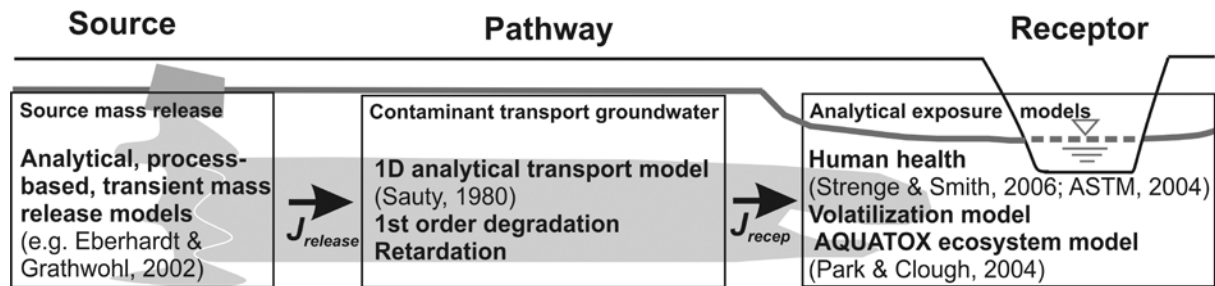 Source
Pathway
Receptor
Source mass release
Analytical, process-
based, transient mass
release models
(e.g. Eberhardt &
Grathwohl, 2002)
J release
Contaminant transport groundwater
1D analytical transport model
(Sauty, 1980)
1st order degradation
Retardation
J recep
Analytical exposure models
Human health
(Strenge & Smith, 2006; ASTM, 2004)
Volatilization model
AQUATOX ecosystem model
(Park & Clough, 2004)